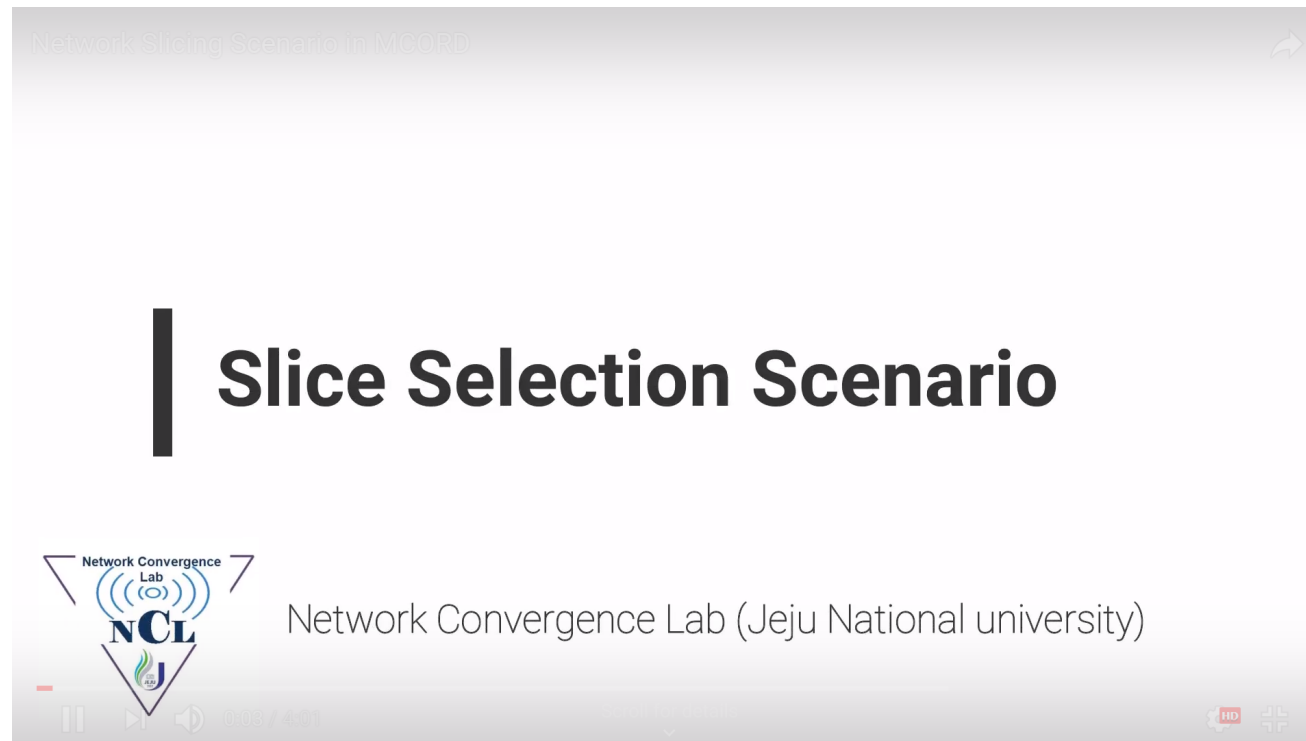 Network Slicing Scenario in MCORD
Slice Selection Scenario
Network Convergence
Lab
NCL
J
Network Convergence Lab (Jeju National university)
0:03 / 4:01
HD